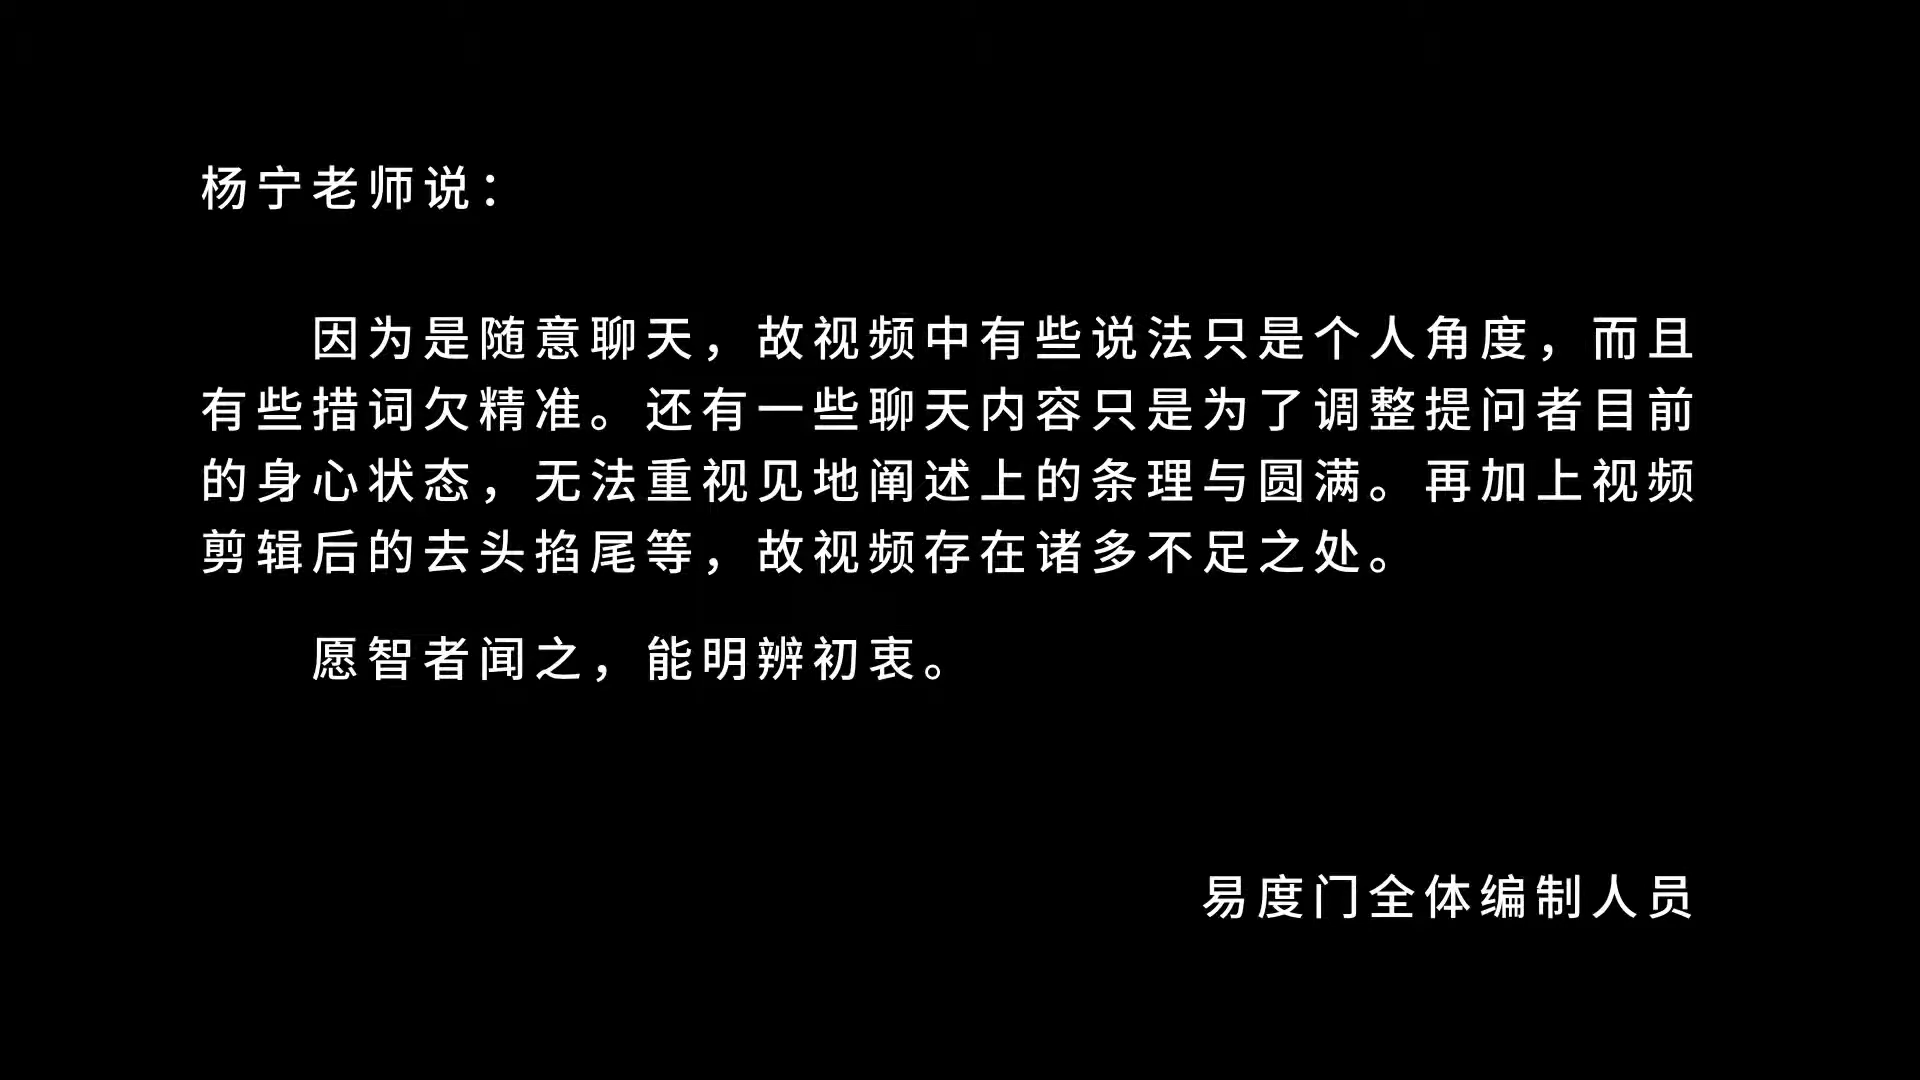 杨宁老师说：
因为是随意聊天，故视频中有些说法只是个人角度，而且
有些措词欠精准。还有一些聊天内容只是为了调整提问者目前
的身心状态，无法重视见地阐述上的条理与圆满。再加上视频
剪辑后的去头掐尾等，故视频存在诸多不足之处。
愿智者闻之，能明辨初衷。
易度门全体编制人员